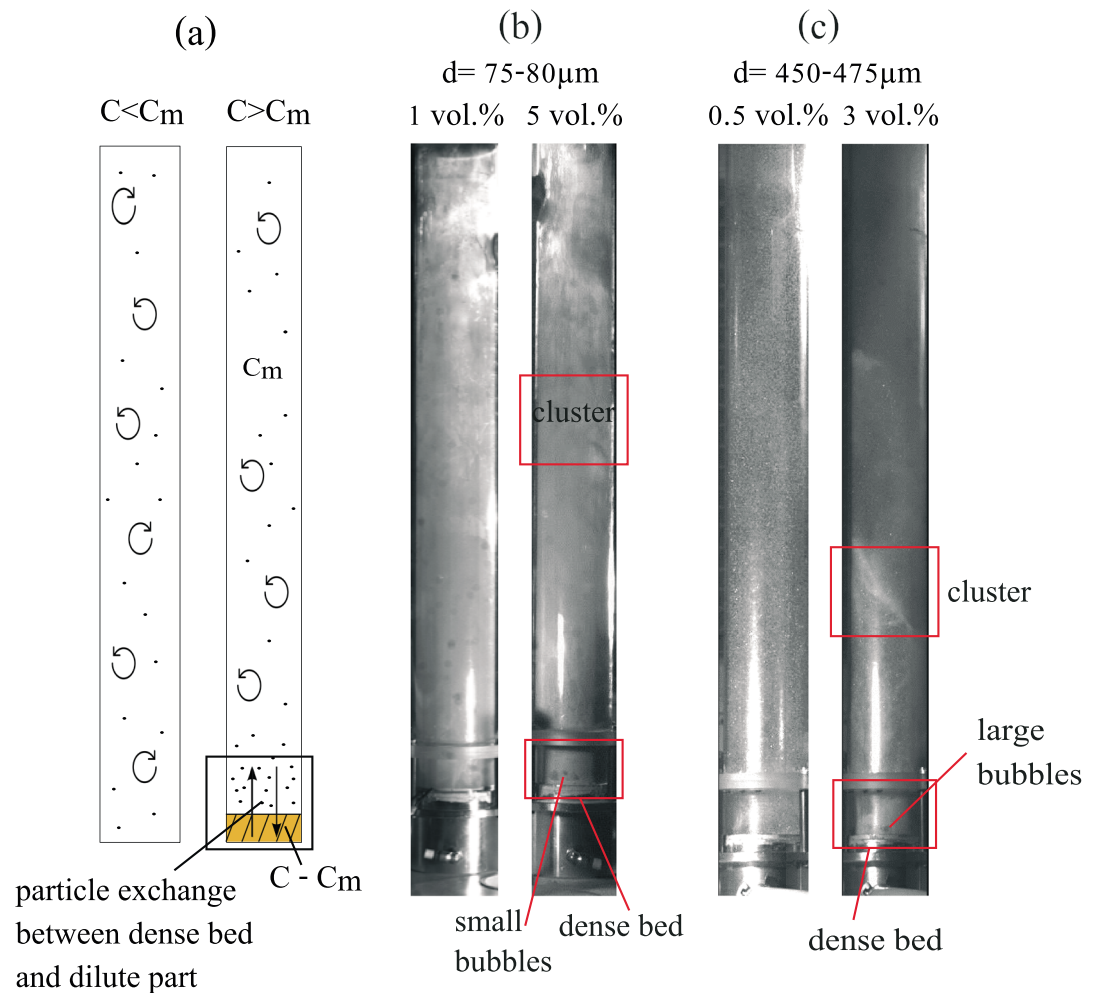 (a)
(b)
(c)
d= 75-80µm
d= 450-475µm
C<Cm
C>Cm
1 vol.%
5 vol.%
0.5 vol.%
3 vol.%
Cm
cluster
cluster
large
bubbles
C - Cm
particle exchange
between dense bed
and dilute part
small
bubbles
dense bed
dense bed